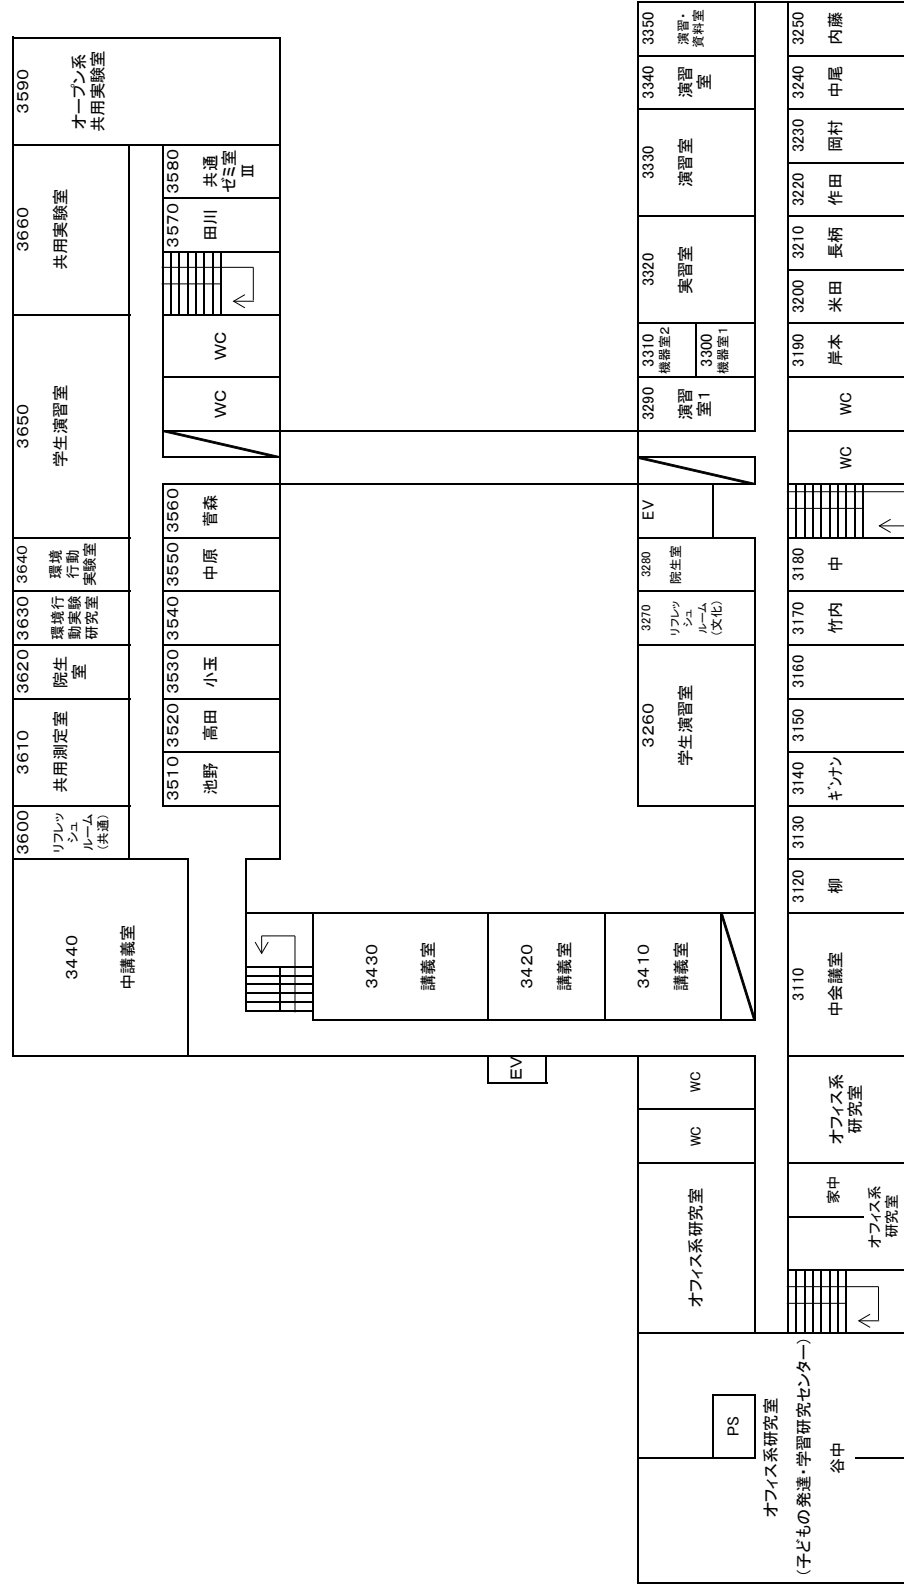 3590
オープン系
共用実験室
3660
共用実験室
3650
学生演習室
3640
環境
行動
実験室
3630
環境行
動実験
研究室
3620
院生
室
3610
共用測定室
3600
リフレッ
シュ
ルーム
(共通)
3440
中講義室
3580
共通
ゼミ室
Ⅲ
3570
田川
WC
WC
3560
菅森
3550
中原
3540
3530
小玉
3520
高田
3510
池野
3430
講義室
3420
講義室
3410
講義室
EV
3350
演習・
資料室
3340
演習
室
3330
演習室
3320
実習室
3310
機器室2
3300
機器室1
3290
演習
室1
EV
3280
院生室
3270
リフレッ
シュ
ルーム
(文化)
3260
学生演習室
WC
WC
オフィス系研究室
PS
オフィス系研究室
(子どもの発達・学習研究センター)
谷中
3250
内藤
3240
中尾
3230
岡村
3220
作田
3210
長柄
3200
米田
3190
岸本
WC
WC
3180
中
3170
竹内
3160
3150
3140
ギンナン
3130
3120
柳
3110
中会議室
オフィス系
研究室
家中
オフィス系
研究室